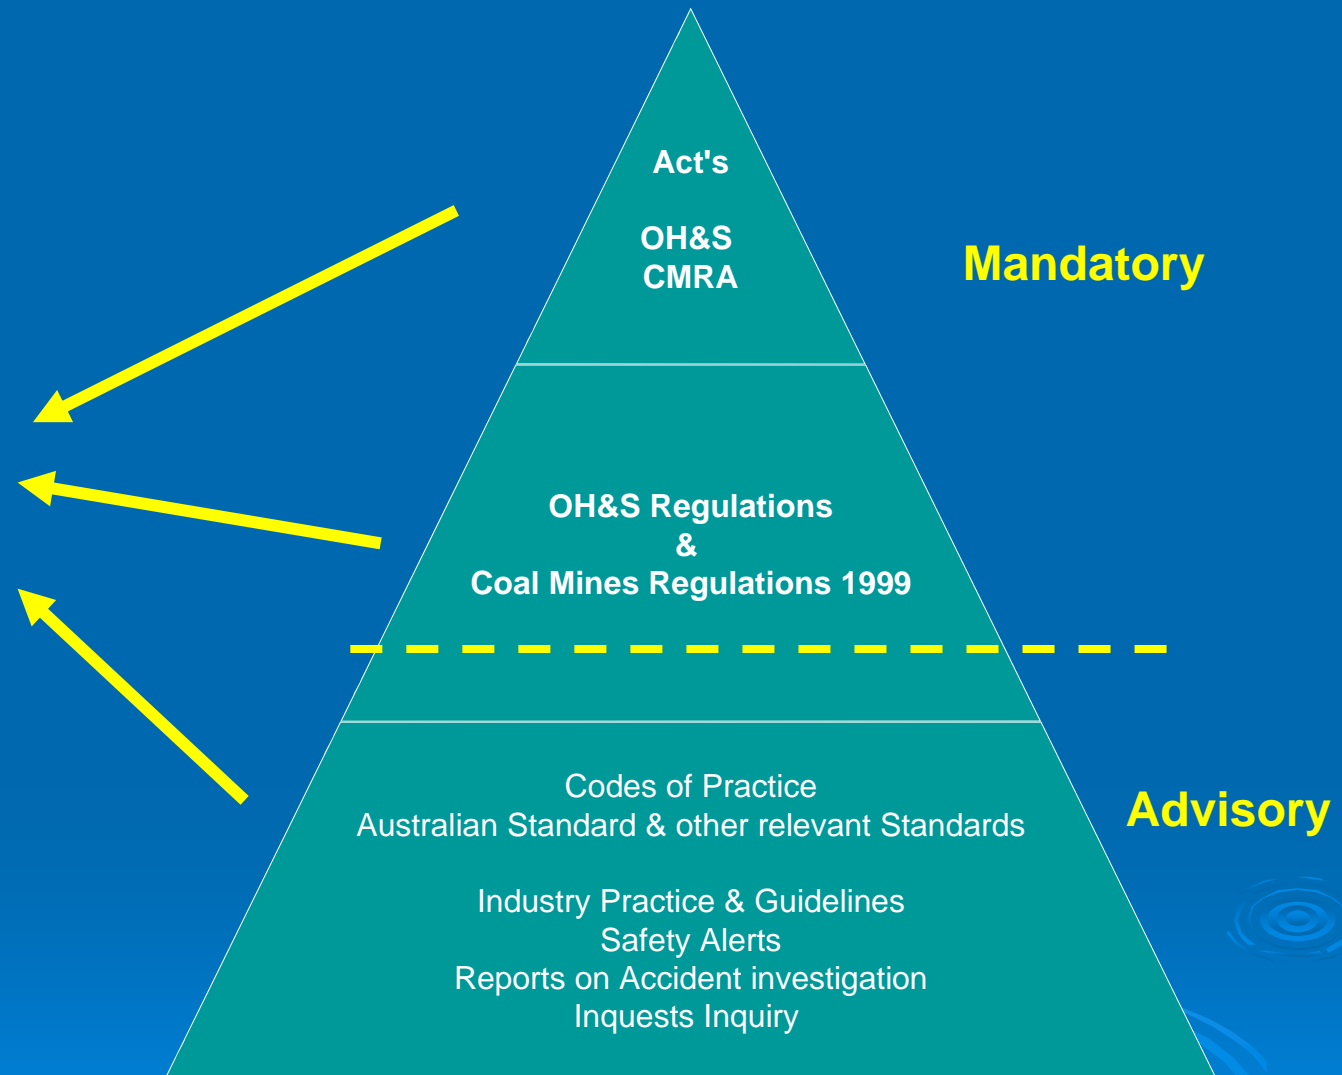 Act's
OH&S
CMRA
Mandatory
OH&S Regulations
&
Coal Mines Regulations 1999
Codes of Practice
Australian Standard & other relevant Standards
Advisory
Industry Practice & Guidelines
Safety Alerts
Reports on Accident investigation
Inquests Inquiry